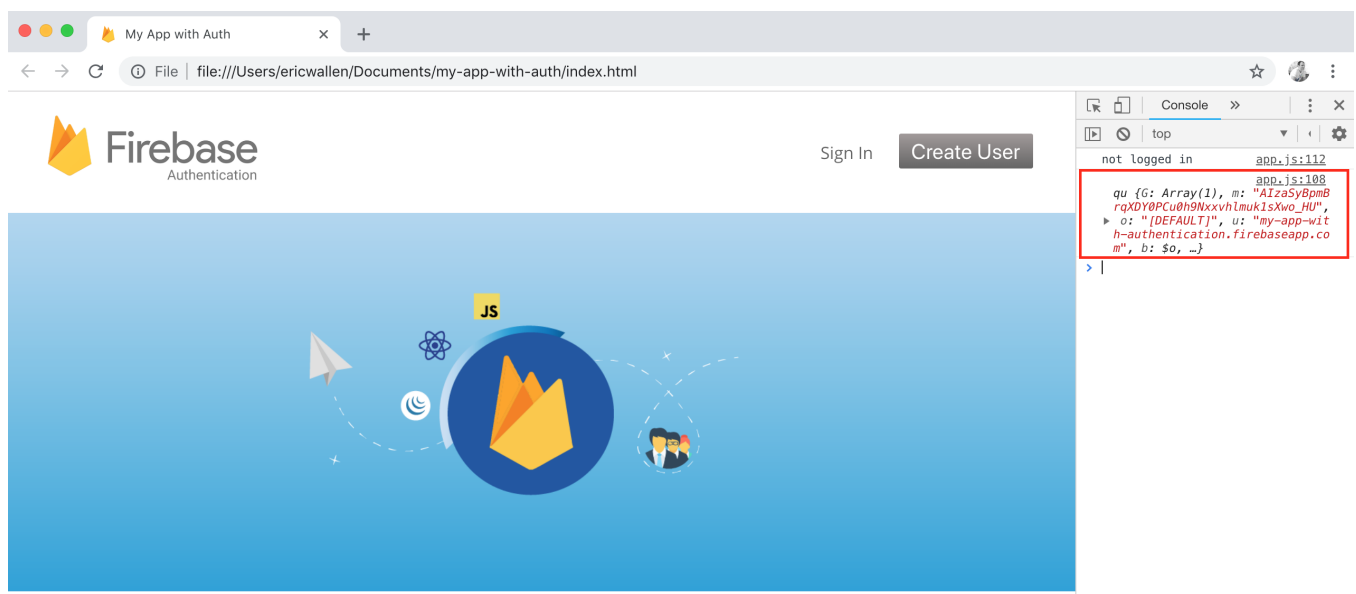 My App with Auth
File file:///Users/ericwallen/Documents/my-app-with-auth/index.html
Firebase
Authentication
Sign In
Create User
JS
Console
top
not logged in app.js:112
app.js:108
qu {G: Array(1), m: "AIzaSyBpmB
rqXDY0PCu0h9Nxxvhlmuk1sXwo_HU",
o: "[DEFAULT]", u: "my-app-wit
h-authentication.firebaseapp.co
m", b: $o, …}